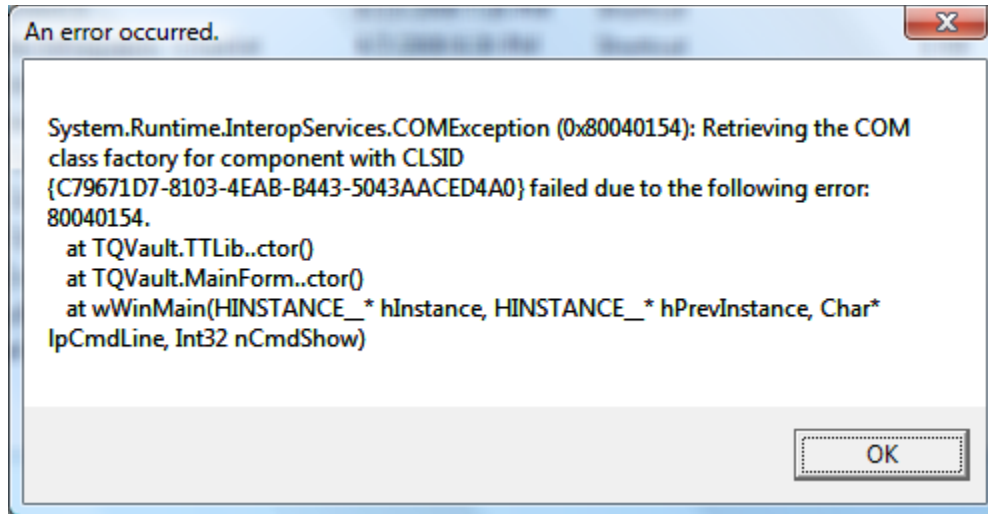 An error occurred.
System.Runtime.InteropServices.COMException (0x80040154): Retrieving the COM
class factory for component with CLSID
{C79671D7-8103-4EAB-B443-5043AACED4A0} failed due to the following error:
80040154.
at TQVault.TTLib..ctor()
at TQVault.MainForm..ctor()
at wWinMain(HINSTANCE__* hInstance, HINSTANCE__* hPrevInstance, Char*
lpCmdLine, Int32 nCmdShow)
OK